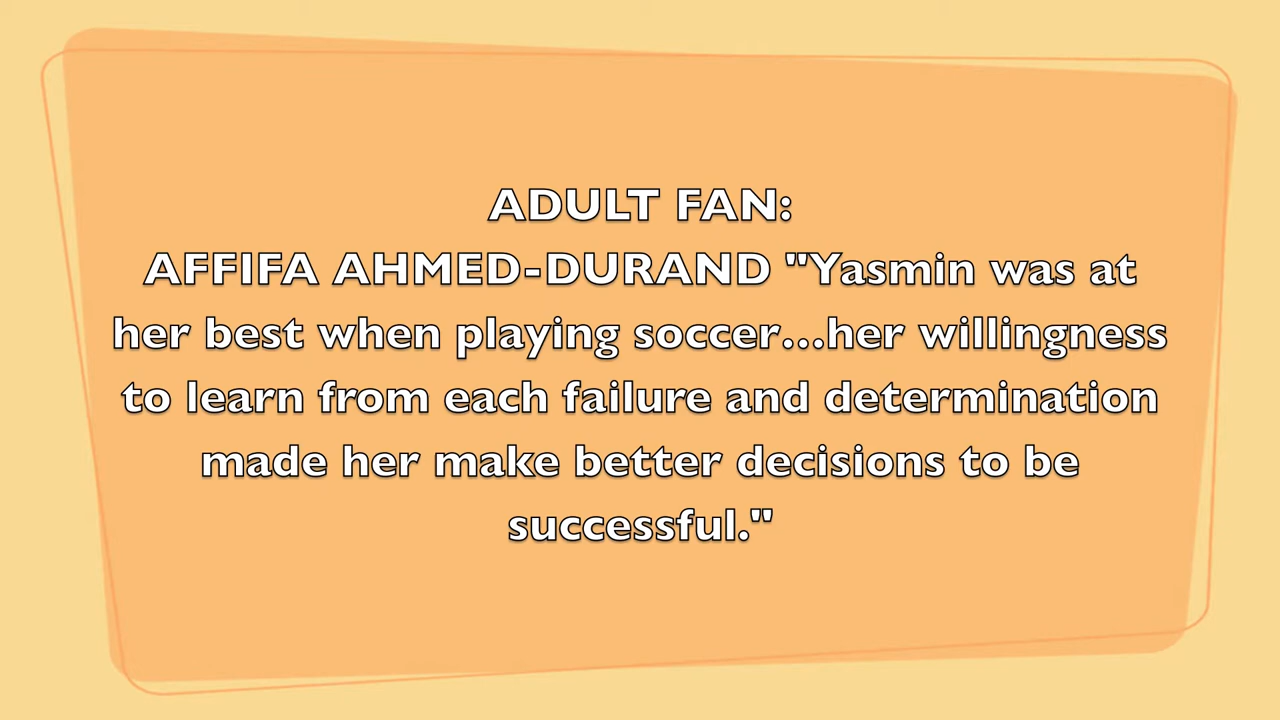 ADULT FAN:
AFFIFA AHMED-DURAND "Yasmin was at
her best when playing soccer...her willingness
to learn from each failure and determination
made her make better decisions to be
successful."